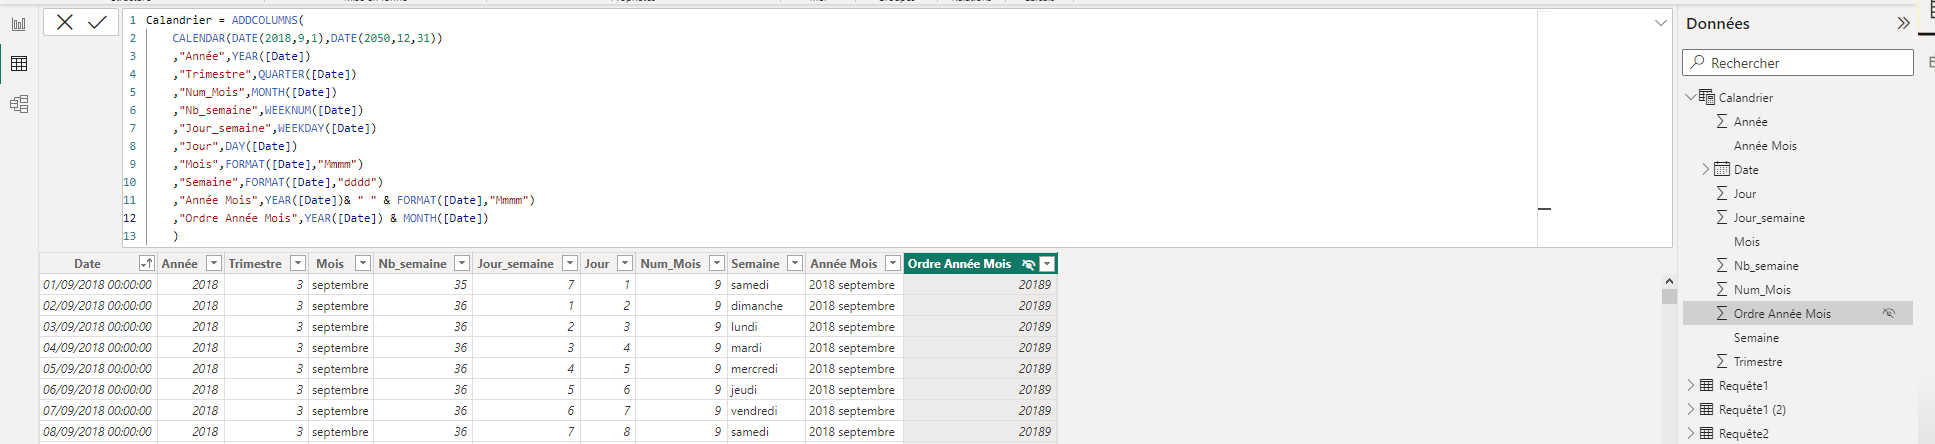 1 Calandrier = ADDCOLUMNS(
2 CALENDAR(DATE(2018,9,1),DATE(2050,12,31))
3 ,"Année",YEAR([Date])
4 ,"Trimestre",QUARTER([Date])
5 ,"Num_Mois",MONTH([Date])
6 ,"Nb_semaine",WEEKNUM([Date])
7 ,"Jour_semaine",WEEKDAY([Date])
8 ,"Jour",DAY([Date])
9 ,"Mois",FORMAT([Date],"Mmmm")
10 ,"Semaine",FORMAT([Date],"dddd")
11 ,"Année Mois",YEAR([Date])& " " & FORMAT([Date],"Mmmm")
12 ,"Ordre Année Mois",YEAR([Date]) & MONTH([Date])
13 )
Date Année Trimestre Mois Nb_semaine Jour_semaine Jour Num_Mois Semaine Année Mois Ordre Année Mois
01/09/2018 00:00:00 2018 3 septembre 35 7 1 9 samedi 2018 septembre 20189
02/09/2018 00:00:00 2018 3 septembre 36 1 2 9 dimanche 2018 septembre 20189
03/09/2018 00:00:00 2018 3 septembre 36 2 3 9 lundi 2018 septembre 20189
04/09/2018 00:00:00 2018 3 septembre 36 3 4 9 mardi 2018 septembre 20189
05/09/2018 00:00:00 2018 3 septembre 36 4 5 9 mercredi 2018 septembre 20189
06/09/2018 00:00:00 2018 3 septembre 36 5 6 9 jeudi 2018 septembre 20189
07/09/2018 00:00:00 2018 3 septembre 36 6 7 9 vendredi 2018 septembre 20189
08/09/2018 00:00:00 2018 3 septembre 36 7 8 9 samedi 2018 septembre 20189
Données
Rechercher
Calandrier
Année
Année Mois
Date
Jour
Jour_semaine
Mois
Nb_semaine
Num_Mois
Ordre Année Mois
Semaine
Trimestre
Requête1
Requête1 (2)
Requête2